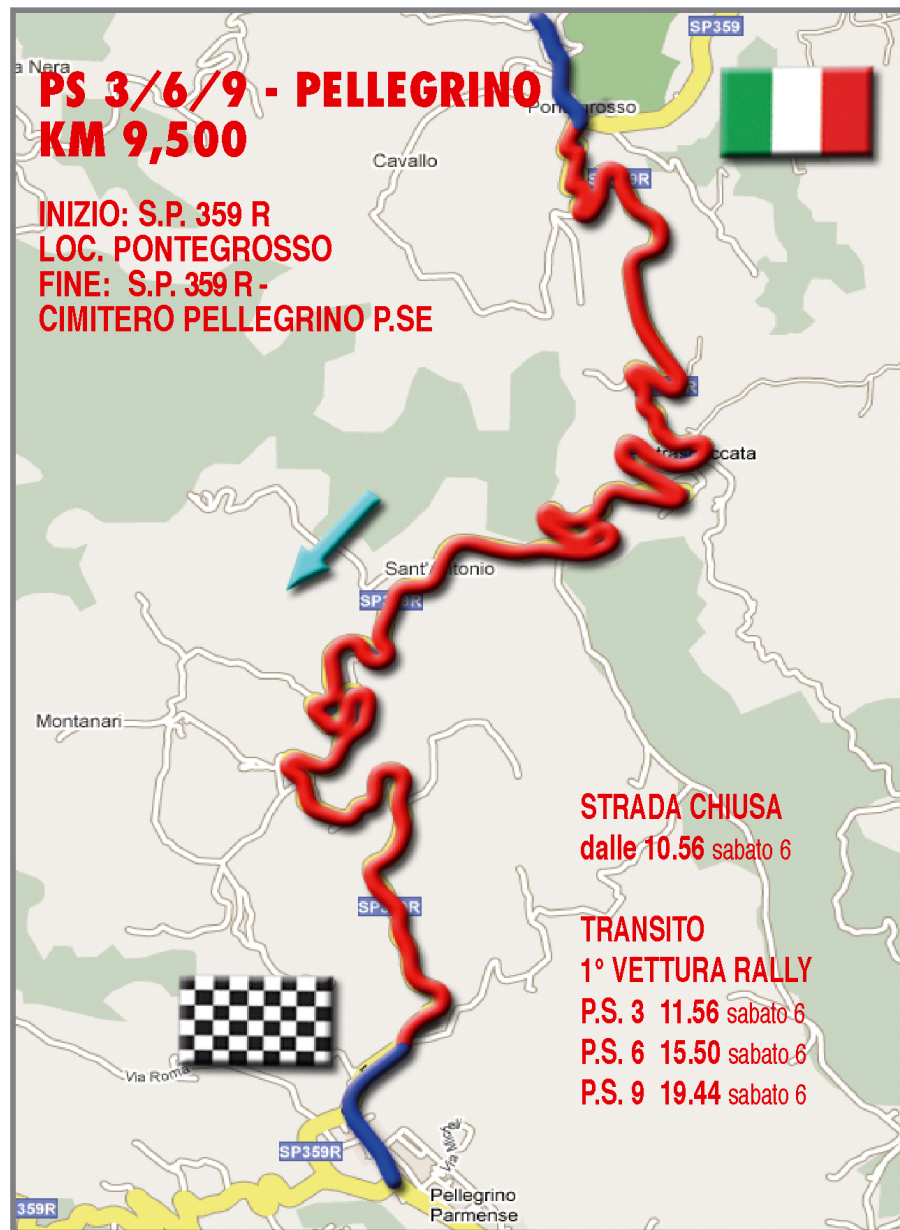 SP359
a Nera
PS 3/6/9 - PELLEGRINO
KM 9,500
Cavallo
INIZIO: S.P. 359 R
LOC. PONTEGROSSO
FINE: S.P. 359 R -
CIMITERO PELLEGRINO P.SE
Sant'Antonio
Montanari
STRADA CHIUSA
dalle 10.56 sabato 6
TRANSITO
1° VETTURA RALLY
P.S. 3 11.56 sabato 6
P.S. 6 15.50 sabato 6
P.S. 9 19.44 sabato 6
Via Roma
SP359R
359R
Pellegrino
Parmense